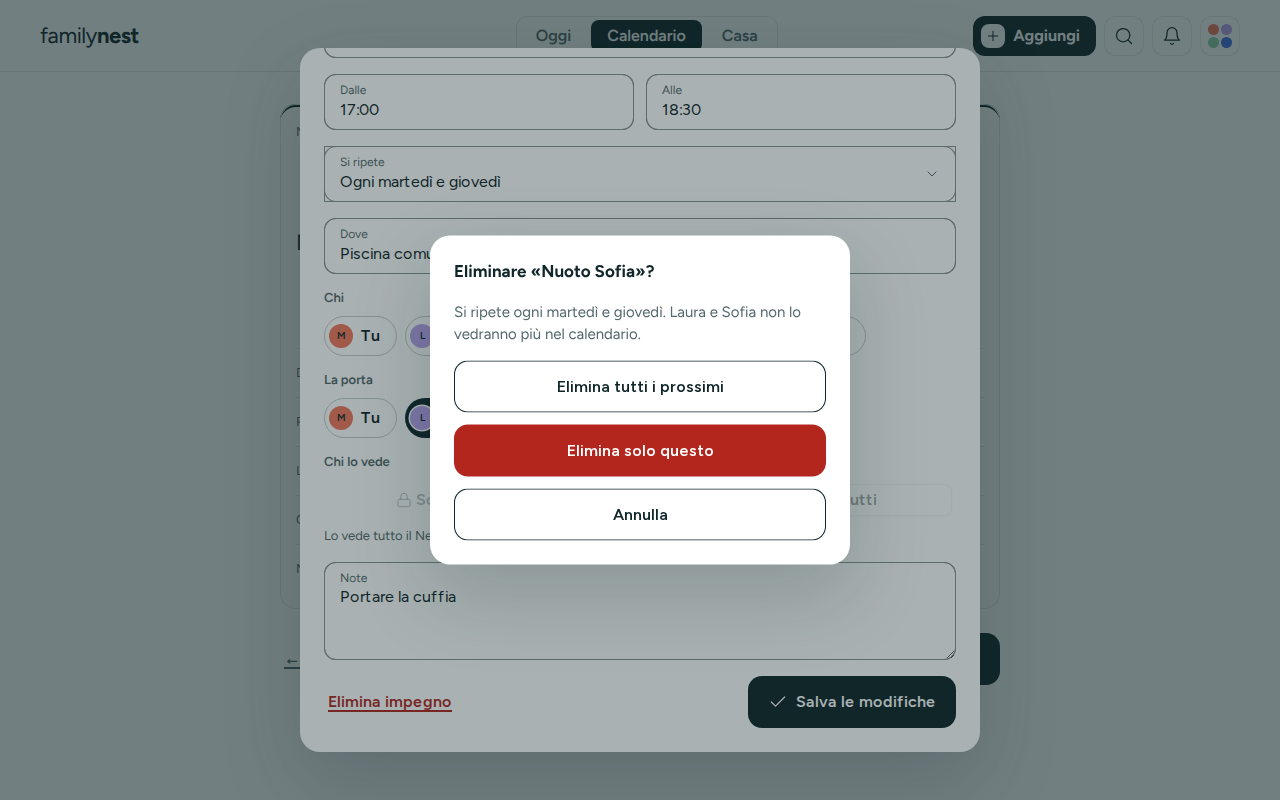 familynest
Oggi
Calendario
Casa
Aggiungi
Dalle
17:00
Alle
18:30
Si ripete
Ogni martedì e giovedì
Dove
Piscina
Chi
M Tu
L
La porta
M Tu
L
Chi lo vede
Lo vede tutto il
Eliminare «Nuoto Sofia»?
Si ripete ogni martedì e giovedì. Laura e Sofia non lo
vedranno più nel calendario.
Elimina tutti i prossimi
Elimina solo questo
Annulla
Note
Portare la cuffia
Elimina impegno
Salva le modifiche